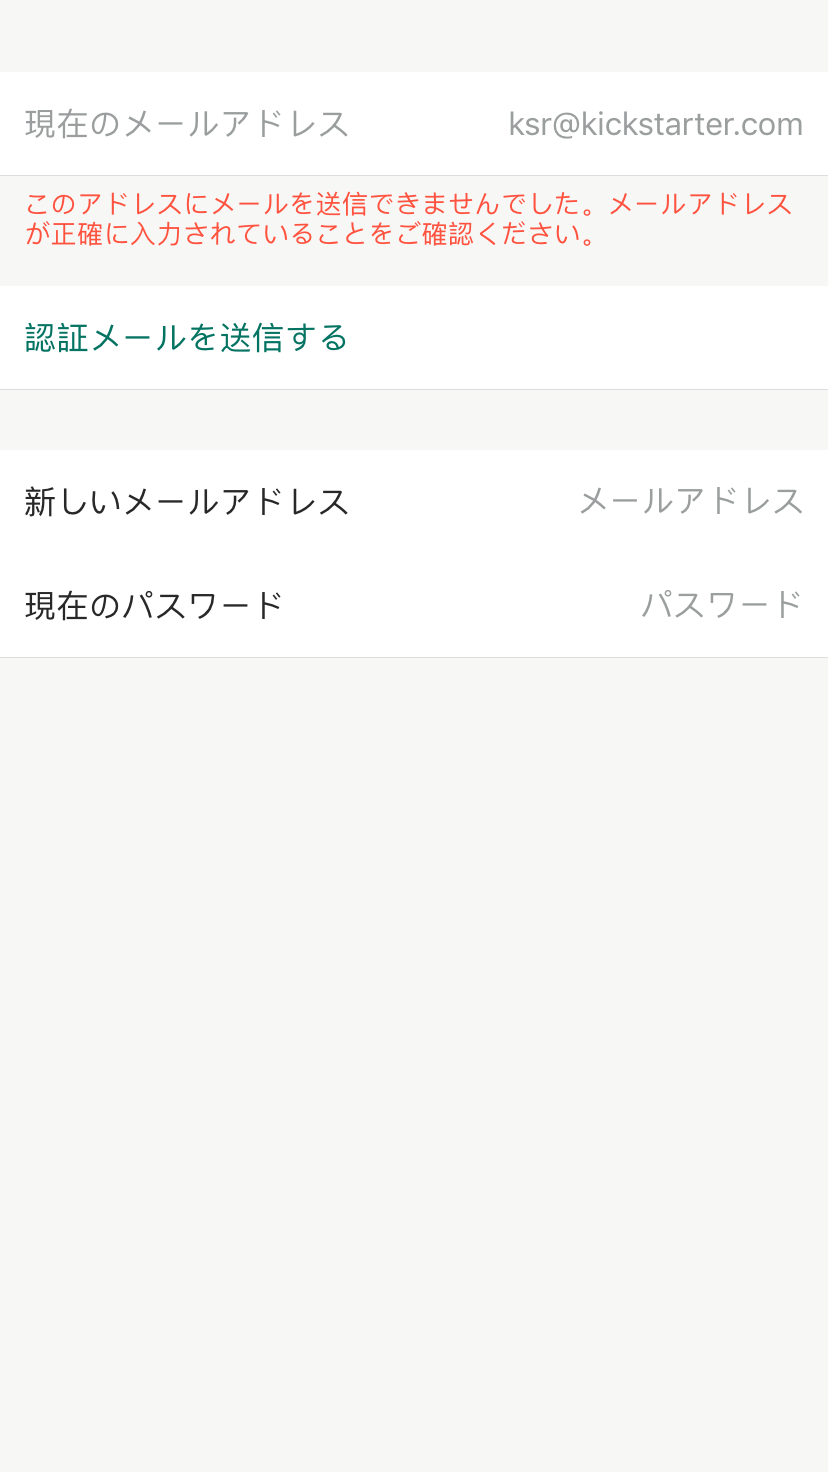 現在のメールアドレス ksr@kickstarter.com
このアドレスにメールを送信できませんでした。メールアドレス
が正確に入力されていることをご確認ください。
認証メールを送信する
新しいメールアドレス メールアドレス
現在のパスワード パスワード